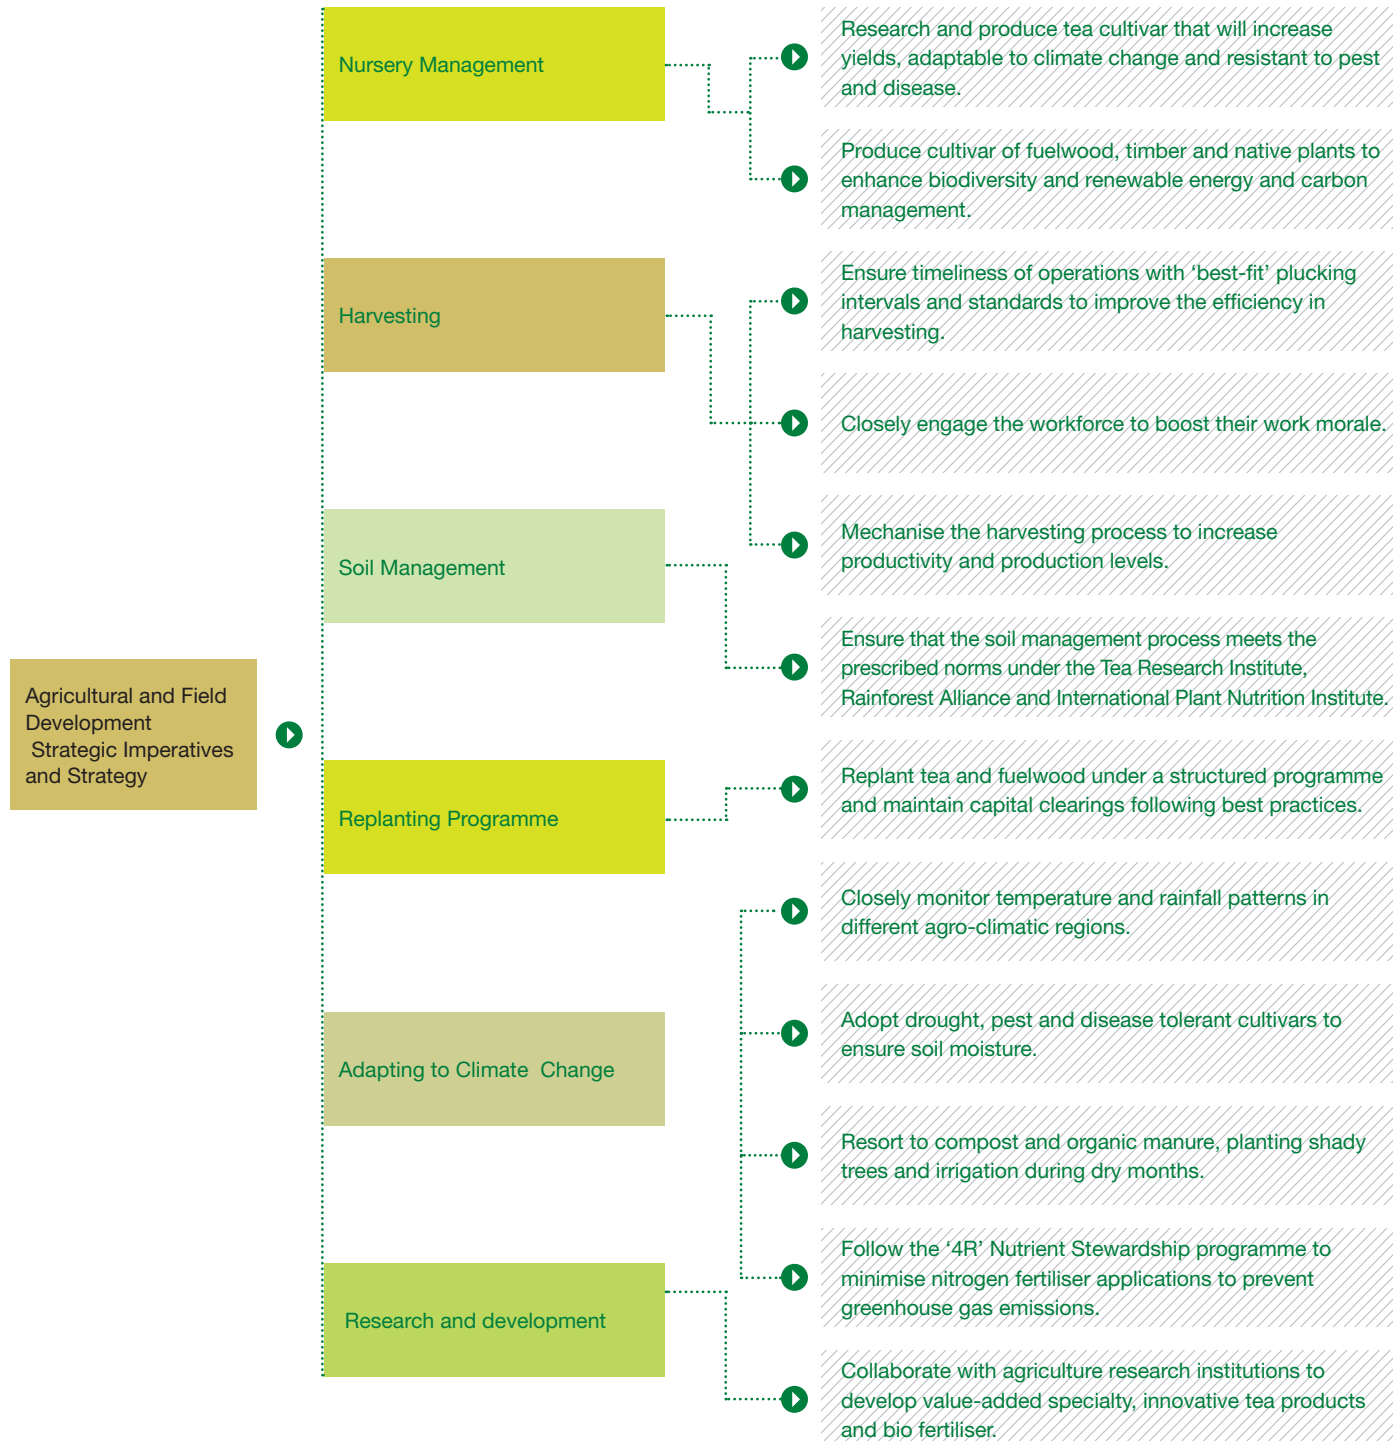 Agricultural and Field
Development
Strategic Imperatives
and Strategy
Nursery Management
Research and produce tea cultivar that will increase
yields, adaptable to climate change and resistant to pest
and disease.
Produce cultivar of fuelwood, timber and native plants to
enhance biodiversity and renewable energy and carbon
management.
Harvesting
Ensure timeliness of operations with ‘best-fit’ plucking
intervals and standards to improve the efficiency in
harvesting.
Closely engage the workforce to boost their work morale.
Mechanise the harvesting process to increase
productivity and production levels.
Soil Management
Ensure that the soil management process meets the
prescribed norms under the Tea Research Institute,
Rainforest Alliance and International Plant Nutrition Institute.
Replanting Programme
Replant tea and fuelwood under a structured programme
and maintain capital clearings following best practices.
Adapting to Climate Change
Closely monitor temperature and rainfall patterns in
different agro-climatic regions.
Adopt drought, pest and disease tolerant cultivars to
ensure soil moisture.
Resort to compost and organic manure, planting shady
trees and irrigation during dry months.
Follow the ‘4R’ Nutrient Stewardship programme to
minimise nitrogen fertiliser applications to prevent
greenhouse gas emissions.
Research and development
Collaborate with agriculture research institutions to
develop value-added specialty, innovative tea products
and bio fertiliser.